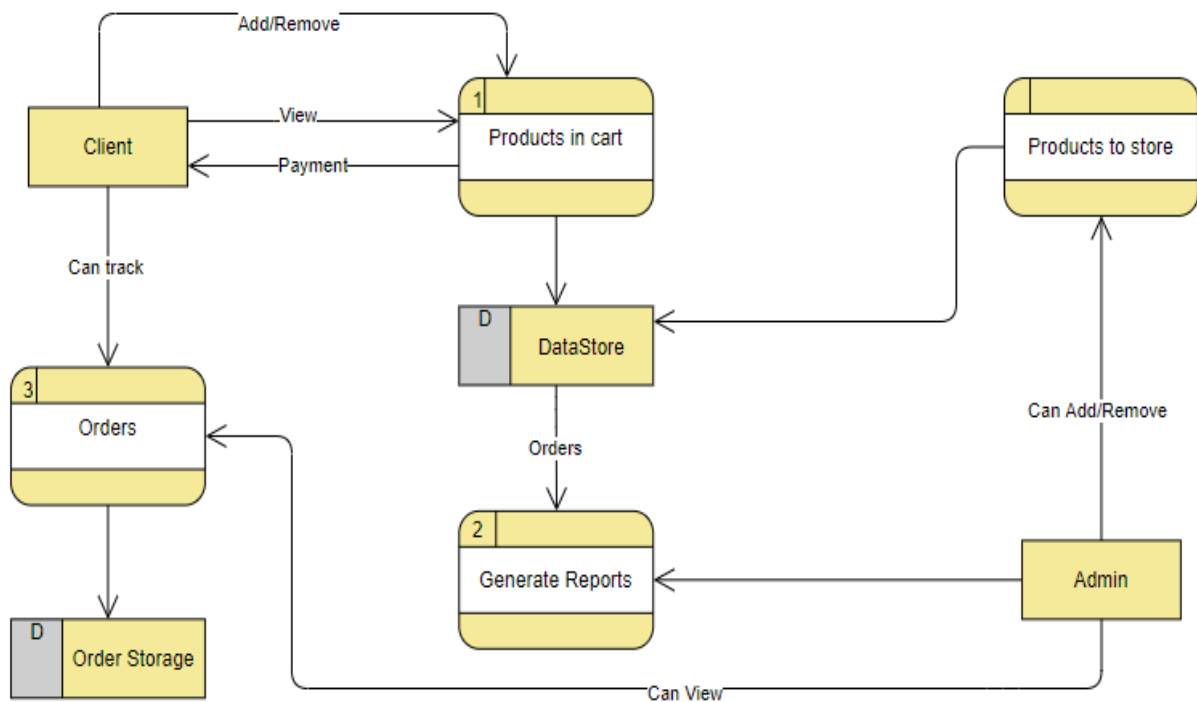 Add/Remove
1
Products in cart
Products to store
View
Client
Payment
Can track
D
DataStore
3
Orders
Can Add/Remove
Orders
2
Generate Reports
Admin
D
Order Storage
Can View